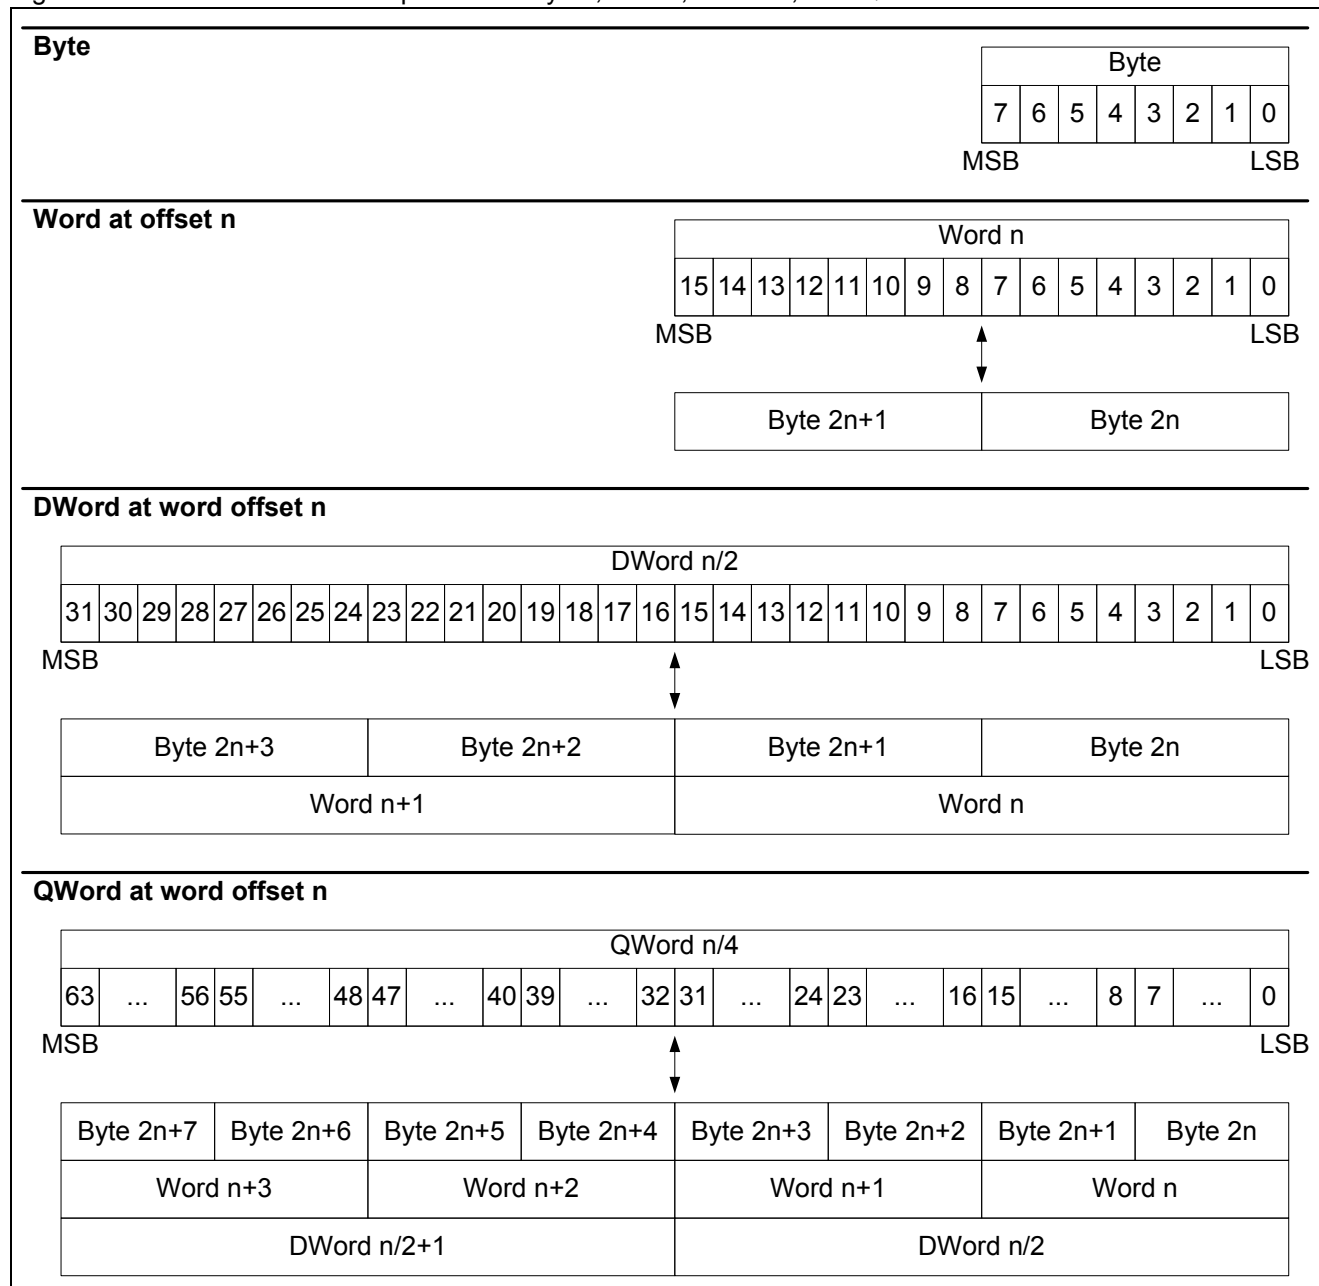 Byte
Byte
7 6 5 4 3 2 1 0
MSB LSB
Word at offset n
Word n
15 14 13 12 11 10 9 8 7 6 5 4 3 2 1 0
MSB LSB
Byte 2n+1 Byte 2n
DWord at word offset n
DWord n/2
31 30 29 28 27 26 25 24 23 22 21 20 19 18 17 16 15 14 13 12 11 10 9 8 7 6 5 4 3 2 1 0
MSB LSB
Byte 2n+3 Byte 2n+2 Byte 2n+1 Byte 2n
Word n+1 Word n
QWord at word offset n
QWord n/4
63 ... 56 55 ... 48 47 ... 40 39 ... 32 31 ... 24 23 ... 16 15 ... 8 7 ... 0
MSB LSB
Byte 2n+7 Byte 2n+6 Byte 2n+5 Byte 2n+4 Byte 2n+3 Byte 2n+2 Byte 2n+1 Byte 2n
Word n+3 Word n+2 Word n+1 Word n
DWord n/2+1 DWord n/2